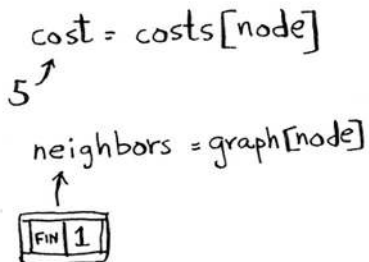 cost = costs[node]
5
neighbors = graph[node]
FIN 1